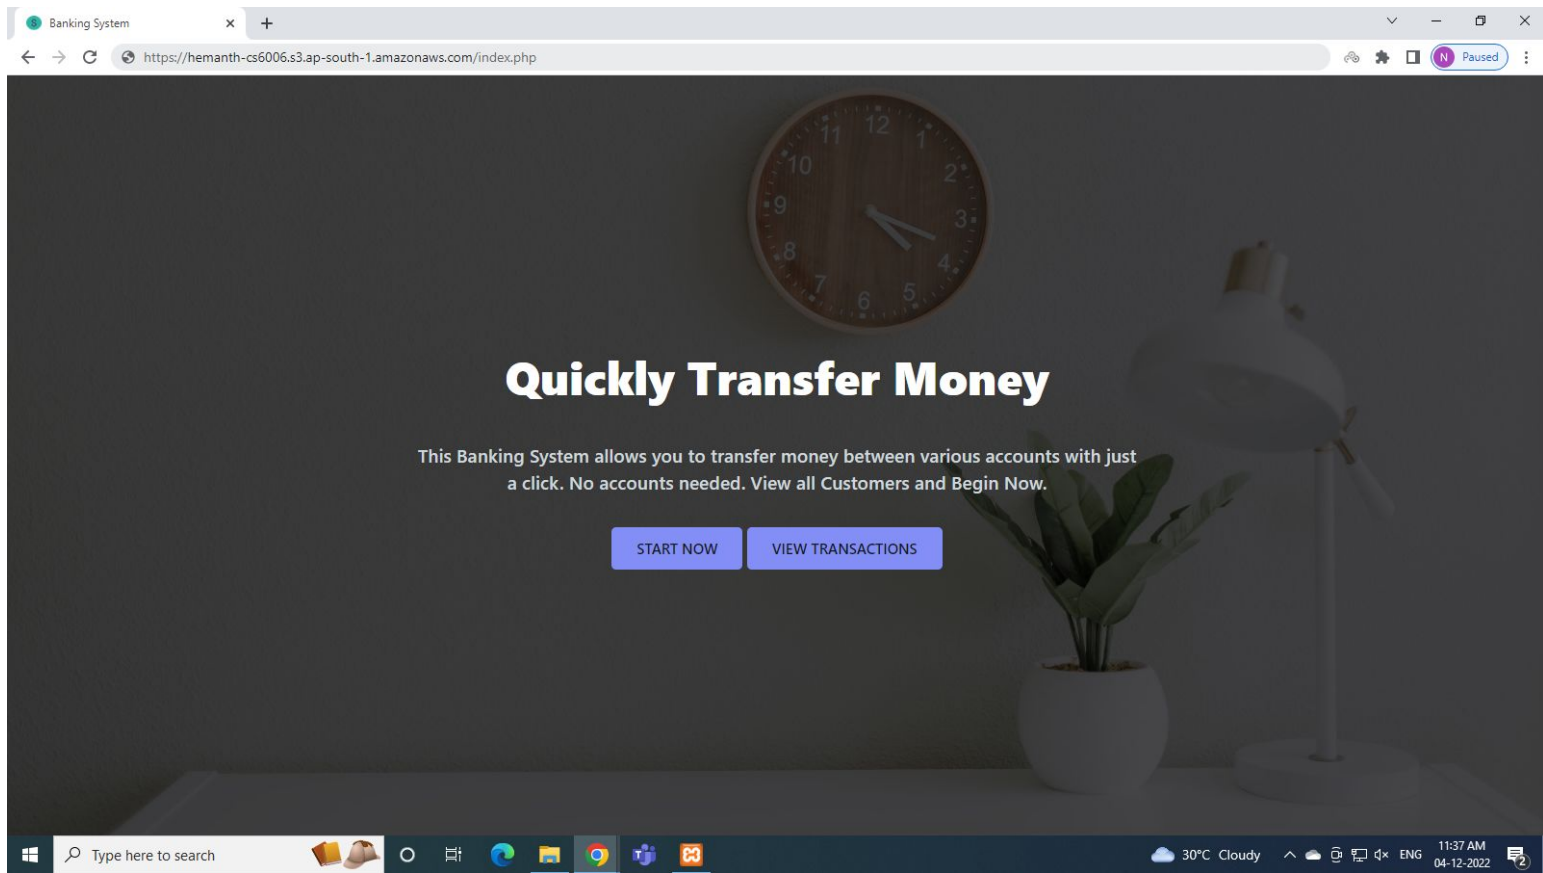 S Banking System
https://hemanth-cs6006.s3.ap-south-1.amazonaws.com/index.php
N Paused
11 12 1
10 2
9 3
8 4
7 6 5
Quickly Transfer Money
This Banking System allows you to transfer money between various accounts with just
a click. No accounts needed. View all Customers and Begin Now.
START NOW VIEW TRANSACTIONS
Type here to search
30°C Cloudy
ENG
11:37 AM
04-12-2022
2